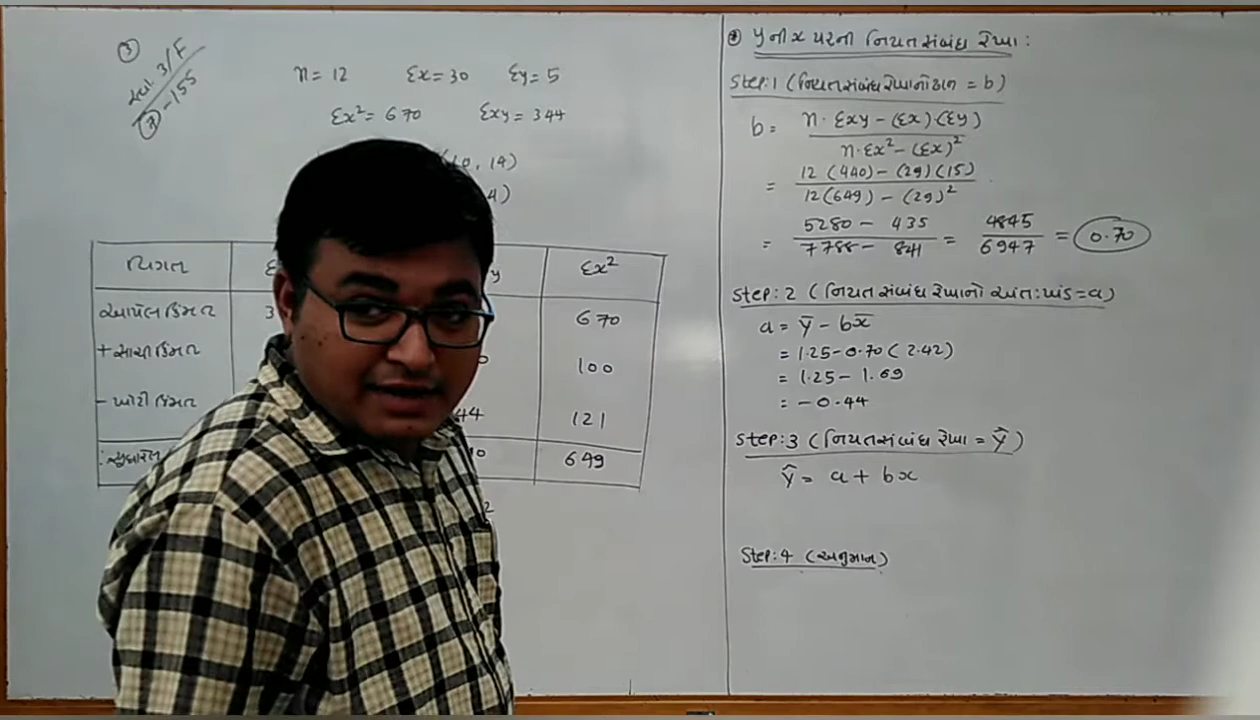 ③
સ્વા. 3/F
⑦-155
n = 12 Σx = 30 Σy = 5
Σx² = 670 Σxy = 344
(10, 14)
4)
વિગત Σx²
આપેલ કિંમત 3 670
+ સાચી કિંમત 0 100
- ખોટી કિંમત 44 121
∴ સુધારેલ 10 649
2
* y ની x પરની નિયતસંબંધ રેખા :
Step:1 (નિયતસંબંધ રેખાનો ઢાળ = b)
b = n·Σxy - (Σx)(Σy) / n·Σx² - (Σx)²
= 12(440) - (29)(15) / 12(649) - (29)²
= 5280 - 435 / 7788 - 841 = 4845 / 6947 = 0.70
Step:2 (નિયતસંબંધ રેખાનો અંત:ખંડ = a)
a = ȳ - bx̄
= 1.25 - 0.70 (2.42)
= 1.25 - 1.69
= -0.44
Step:3 (નિયતસંબંધ રેખા = ŷ)
ŷ = a + bx
Step:4 (અનુમાન)